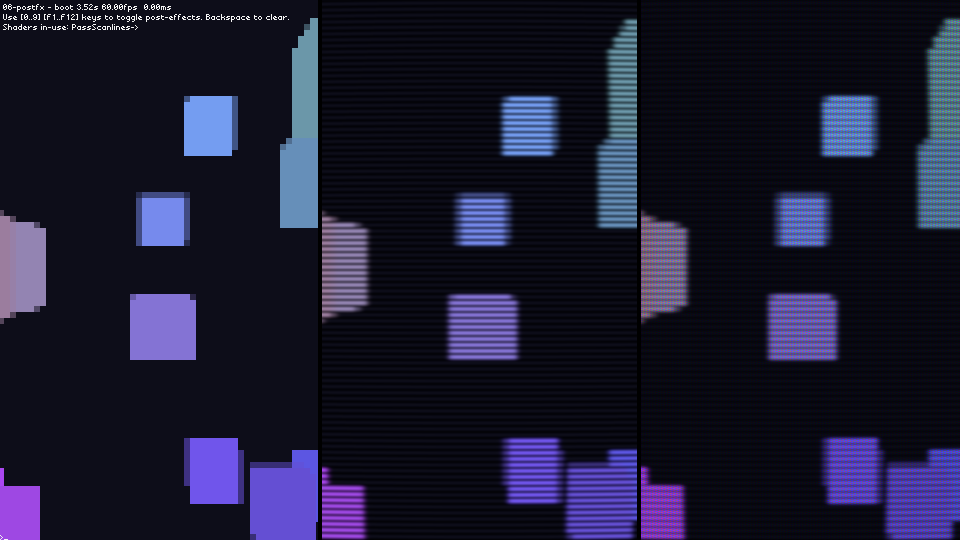 06-postfx - boot 3.52s 60.00fps 0.00ms
Use [0..9] [F1..F12] keys to toggle post-effects. Backspace to clear.
Shaders in-use: PassScanlines->